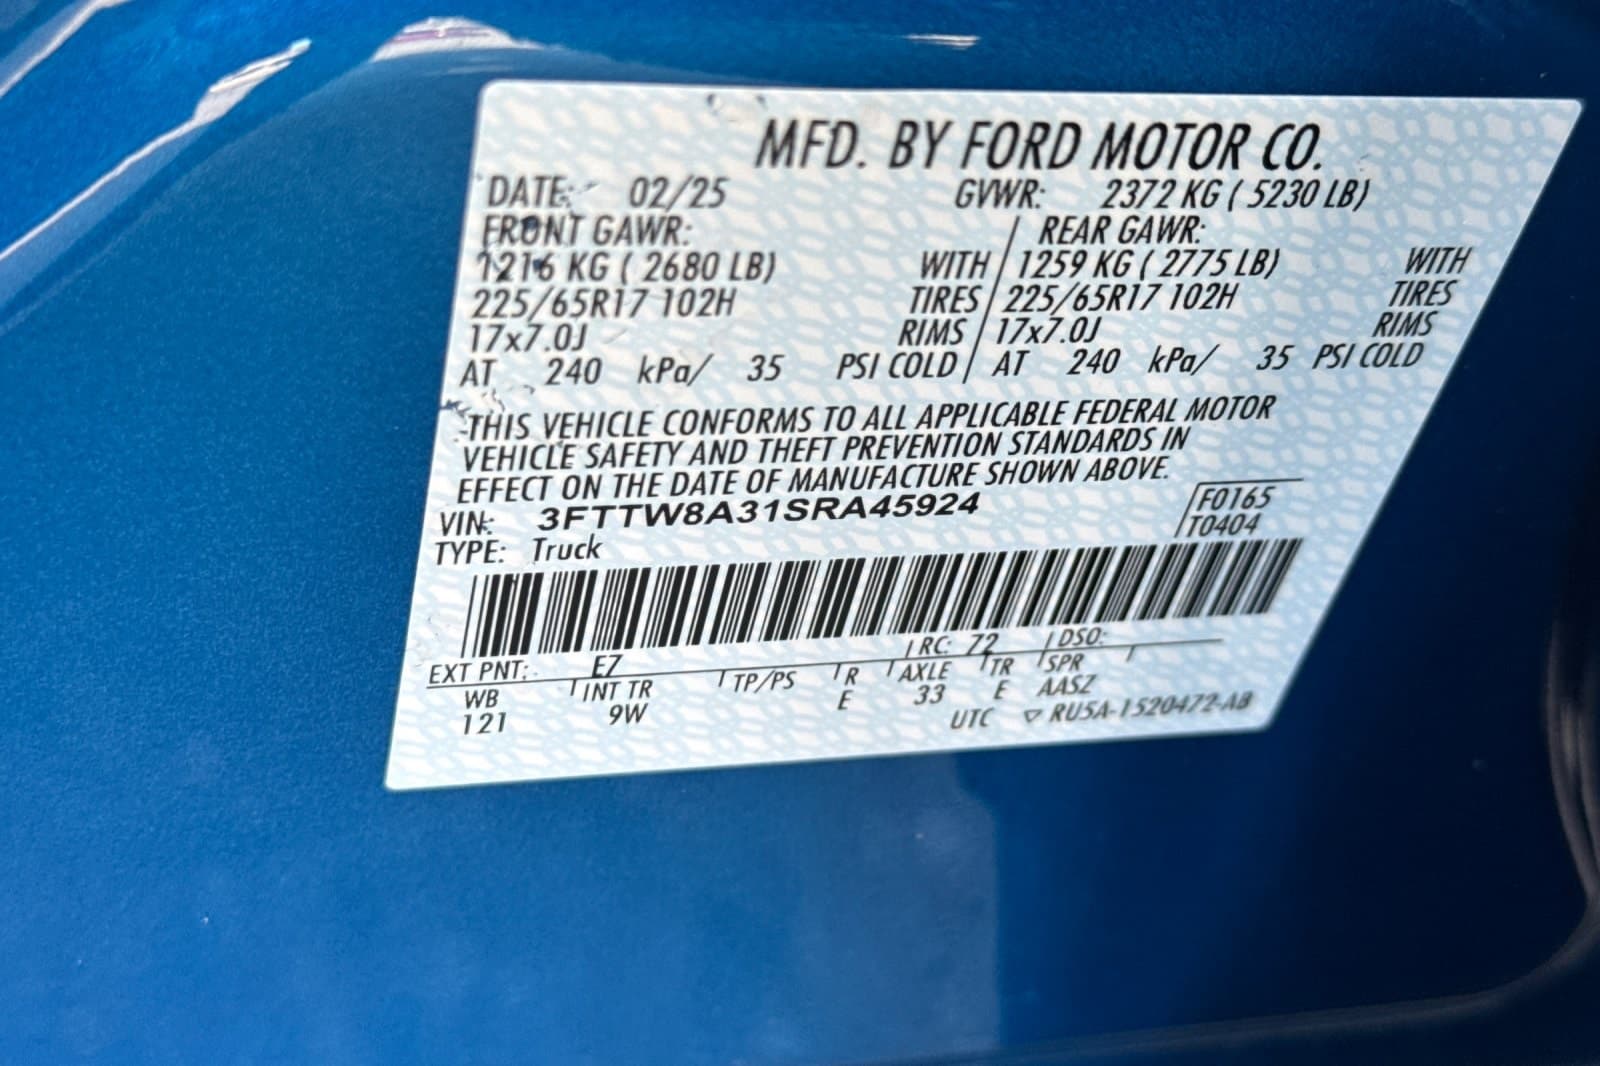 MFD. BY FORD MOTOR CO.
DATE: 02/25 GVWR: 2372 KG ( 5230 LB)
FRONT GAWR: REAR GAWR:
1216 KG ( 2680 LB) WITH 1259 KG ( 2775 LB) WITH
225/65R17 102H TIRES 225/65R17 102H TIRES
17x7.0J RIMS 17x7.0J RIMS
AT 240 kPa/ 35 PSI COLD AT 240 kPa/ 35 PSI COLD
THIS VEHICLE CONFORMS TO ALL APPLICABLE FEDERAL MOTOR
VEHICLE SAFETY AND THEFT PREVENTION STANDARDS IN
EFFECT ON THE DATE OF MANUFACTURE SHOWN ABOVE.
VIN: 3FTTW8A31SRA45924 F0165
TYPE: Truck T0404
EXT PNT: E7 RC: 72 DSO:
WB INT TR TP/PS R AXLE TR SPR
121 9W E 33 E AASZ
UTC ▽ RU5A-1520472-AB